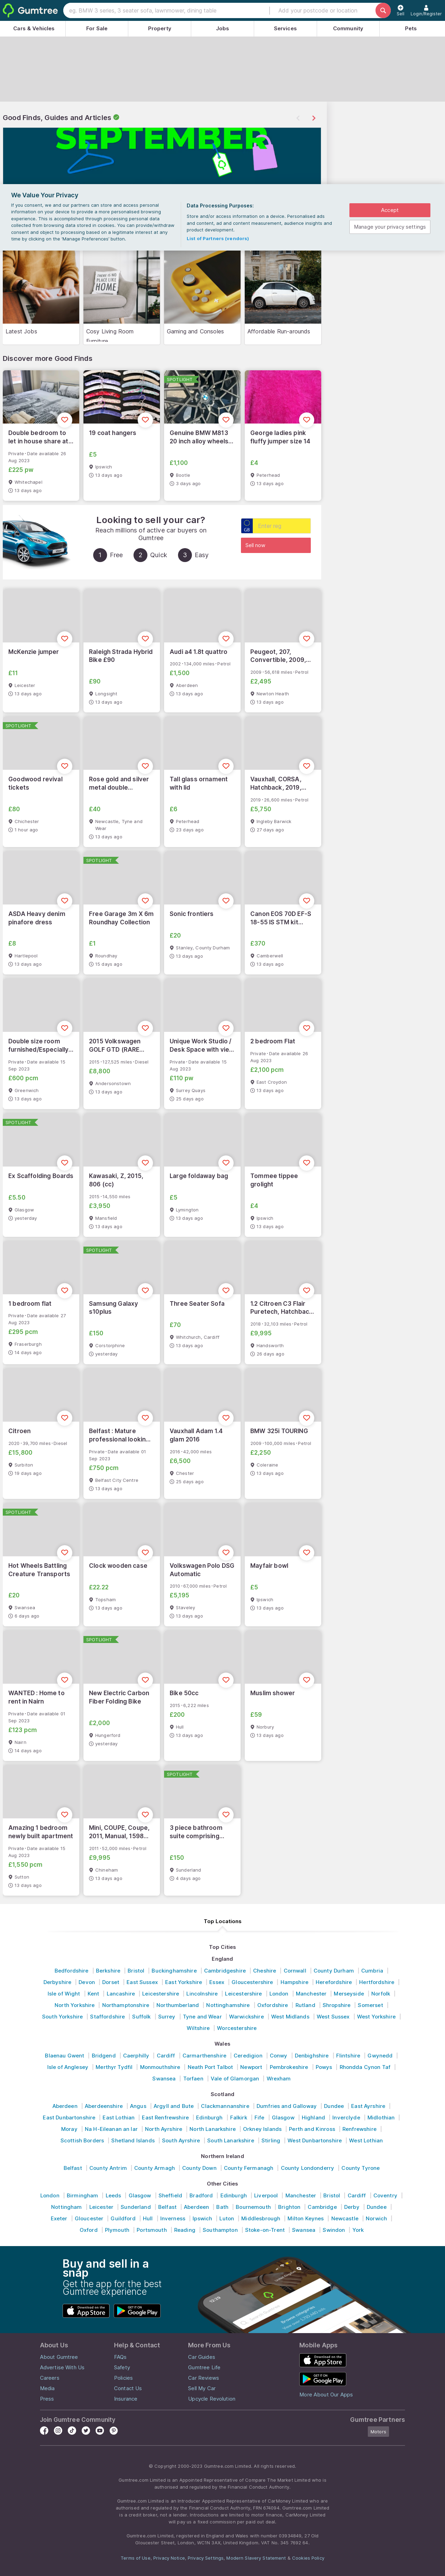 Gumtree
eg. BMW 3 series, 3 seater sofa, lawnmower, dining table
Add your postcode or location
Sell
Login/Register
Cars & Vehicles
For Sale
Property
Jobs
Services
Community
Pets
Good Finds, Guides and Articles
SEPTEMBER
We Value Your Privacy
If you consent, we and our partners can store and access personal
information on your device to provide a more personalised browsing
experience. This is achieved through processing personal data
collected from browsing data stored in cookies. You can provide/withdraw
consent and object to processing based on a legitimate interest at any
time by clicking on the 'Manage Preferences' button.
Data Processing Purposes:
Store and/or access information on a device. Personalised ads and
content, ad and content measurement, audience insights and product
development.
List of Partners (vendors)
Accept
Manage your privacy settings
Latest Jobs
Cosy Living Room
Furniture
Gaming and Consoles
Affordable Run-arounds
Discover more Good Finds
Double bedroom to
let in house share at...
Private · Date available 26
Aug 2023
£225 pw
Whiteshaper
13 days ago
19 coat hangers
£5
Ipswich
13 days ago
SPOTLIGHT
Genuine BMW M813
20 inch alloy wheels...
£1,100
Bootle
3 days ago
George ladies pink
fluffy jumper size 14
£4
Peterhead
13 days ago
Looking to sell your car?
Reach millions of active car buyers on
Gumtree
1 Free 2 Quick 3 Easy
GB
Enter reg
Sell now
McKenzie jumper
£11
Leicester
13 days ago
Raleigh Strada Hybrid
Bike £90
£90
Longsight
13 days ago
Audi a4 1.8t quattro
2002 · 134,000 miles · Petrol
£1,500
Aberdeen
13 days ago
Peugeot, 207,
Convertible, 2009,...
2009 · 56,618 miles · Petrol
£2,495
Newton Heath
13 days ago
SPOTLIGHT
Goodwood revival
tickets
£80
Chichester
1 hour ago
Rose gold and silver
metal double...
£40
Newcastle, Tyne and
Wear
13 days ago
Tall glass ornament
with lid
£6
Peterhead
23 days ago
Vauxhall, CORSA,
Hatchback, 2019,...
2019 · 28,600 miles · Petrol
£5,750
Ingleby Barwick
27 days ago
ASDA Heavy denim
pinafore dress
£8
Hartlepool
13 days ago
SPOTLIGHT
Free Garage 3M X 6m
Roundhay Collection
£1
Roundhay
15 days ago
Sonic frontiers
£20
Stanley, County Durham
13 days ago
Canon EOS 70D EF-S
18-55 IS STM kit...
£370
Camberwell
13 days ago
Double size room
furnished/Especially...
Private · Date available 15
Sep 2023
£600 pcm
Greenwich
13 days ago
2015 Volkswagen
GOLF GTD (RARE...
2015 · 127,025 miles · Diesel
£8,800
Andersonstown
13 days ago
Unique Work Studio /
Desk Space with vie...
Private · Date available 15
Aug 2023
£110 pw
Surrey Quays
25 days ago
2 bedroom Flat
Private · Date available 26
Aug 2023
£2,100 pcm
East Croydon
13 days ago
SPOTLIGHT
Ex Scaffolding Boards
£5.50
Glasgow
yesterday
Kawasaki, Z, 2015,
806 (cc)
2015 · 14,550 miles
£3,950
Mansfield
13 days ago
Large foldaway bag
£5
Lymington
13 days ago
Tommee tippee
grolight
£4
Ipswich
13 days ago
1 bedroom flat
Private · Date available 27
Aug 2023
£295 pcm
Fraserburgh
14 days ago
SPOTLIGHT
Samsung Galaxy
s10plus
£150
Corstorphine
yesterday
Three Seater Sofa
£70
Whitchurch, Cardiff
13 days ago
1.2 Citroen C3 Flair
Puretech, Hatchbac...
2018 · 33,103 miles · Petrol
£9,995
Handsworth
26 days ago
Citroen
2020 · 39,700 miles · Diesel
£15,800
Surbiton
19 days ago
Belfast : Mature
professional lookin...
Private · Date available 01
Sep 2023
£750 pcm
Belfast City Centre
13 days ago
Vauxhall Adam 1.4
glam 2016
2016 · 42,000 miles
£6,500
Chester
25 days ago
BMW 325i TOURING
2008 · 100,000 miles · Petrol
£2,250
Coleraine
13 days ago
SPOTLIGHT
Hot Wheels Battling
Creature Transports
£20
Swansea
6 days ago
Clock wooden case
£22.22
Topsham
13 days ago
Volkswagen Polo DSG
Automatic
2010 · 67,000 miles · Petrol
£5,195
Staveley
13 days ago
Mayfair bowl
£5
Ipswich
13 days ago
WANTED : Home to
rent in Nairn
Private · Date available 01
Sep 2023
£123 pcm
Nairn
14 days ago
SPOTLIGHT
New Electric Carbon
Fiber Folding Bike
£2,000
Hungerford
yesterday
Bike 50cc
2015 · 6,222 miles
£200
Hull
13 days ago
Muslim shower
£59
Norbury
13 days ago
Amazing 1 bedroom
newly built apartment
Private · Date available 15
Aug 2023
£1,550 pcm
Sutton
13 days ago
Mini, COUPE, Coupe,
2011, Manual, 1598...
2011 · 52,000 miles · Petrol
£9,995
Chineham
13 days ago
SPOTLIGHT
3 piece bathroom
suite comprising...
£150
Sunderland
4 days ago
Top Locations
Top Cities
England
Bedfordshire | Berkshire | Bristol | Buckinghamshire | Cambridgeshire | Cheshire | Cornwall | County Durham | Cumbria |
Derbyshire | Devon | Dorset | East Sussex | East Yorkshire | Essex | Gloucestershire | Hampshire | Herefordshire | Hertfordshire |
Isle of Wight | Kent | Lancashire | Leicestershire | Lincolnshire | Leicestershire | London | Manchester | Merseyside | Norfolk |
North Yorkshire | Northamptonshire | Northumberland | Nottinghamshire | Oxfordshire | Rutland | Shropshire | Somerset |
South Yorkshire | Staffordshire | Suffolk | Surrey | Tyne and Wear | Warwickshire | West Midlands | West Sussex | West Yorkshire |
Wiltshire | Worcestershire
Wales
Blaenau Gwent | Bridgend | Caerphilly | Cardiff | Carmarthenshire | Ceredigion | Conwy | Denbighshire | Flintshire | Gwynedd |
Isle of Anglesey | Merthyr Tydfil | Monmouthshire | Neath Port Talbot | Newport | Pembrokeshire | Powys | Rhondda Cynon Taf |
Swansea | Torfaen | Vale of Glamorgan | Wrexham
Scotland
Aberdeen | Aberdeenshire | Angus | Argyll and Bute | Clackmannanshire | Dumfries and Galloway | Dundee | East Ayrshire |
East Dunbartonshire | East Lothian | East Renfrewshire | Edinburgh | Falkirk | Fife | Glasgow | Highland | Inverclyde | Midlothian |
Moray | Na H-Eileanan an Iar | North Ayrshire | North Lanarkshire | Orkney Islands | Perth and Kinross | Renfrewshire |
Scottish Borders | Shetland Islands | South Ayrshire | South Lanarkshire | Stirling | West Dunbartonshire | West Lothian
Northern Ireland
Belfast | County Antrim | County Armagh | County Down | County Fermanagh | County Londonderry | County Tyrone
Other Cities
London | Birmingham | Leeds | Glasgow | Sheffield | Bradford | Edinburgh | Liverpool | Manchester | Bristol | Cardiff | Coventry |
Nottingham | Leicester | Sunderland | Belfast | Aberdeen | Bath | Bournemouth | Brighton | Cambridge | Derby | Dundee |
Exeter | Gloucester | Guildford | Hull | Inverness | Ipswich | Luton | Middlesbrough | Milton Keynes | Newcastle | Norwich |
Oxford | Plymouth | Portsmouth | Reading | Southampton | Stoke-on-Trent | Swansea | Swindon | York
Buy and sell in a
snap
Get the app for the best
Gumtree experience
Download on the
App Store
GET IT ON
Google Play
About Us
About Gumtree
Advertise With Us
Careers
Media
Press
Help & Contact
FAQs
Safety
Policies
Contact Us
Insurance
More From Us
Car Guides
Gumtree Life
Car Reviews
Sell My Car
Upcycle Revolution
Mobile Apps
Download on the
App Store
GET IT ON
Google Play
More About Our Apps
Join Gumtree Community
Gumtree Partners
Motors
© Copyright 2000-2023 Gumtree.com Limited. All rights reserved.
Gumtree.com Limited is an Appointed Representative of Compare The Market Limited who is
authorised and regulated by the Financial Conduct Authority.
Gumtree.com Limited is an Introducer Appointed Representative of CarMoney Limited who are
authorised and regulated by the Financial Conduct Authority. FRN 674094. Gumtree.com Limited
is a credit broker, not a lender. Introductions are limited to motor finance, CarMoney Limited
will pay us a fixed commission per paid out deal.
Gumtree.com Limited, registered in England and Wales with number 03934849, 27 Old
Gloucester Street, London, WC1N 3AX, United Kingdom. VAT No. 345 7692 64.
Terms of Use, Privacy Notice, Privacy Settings, Modern Slavery Statement & Cookies Policy